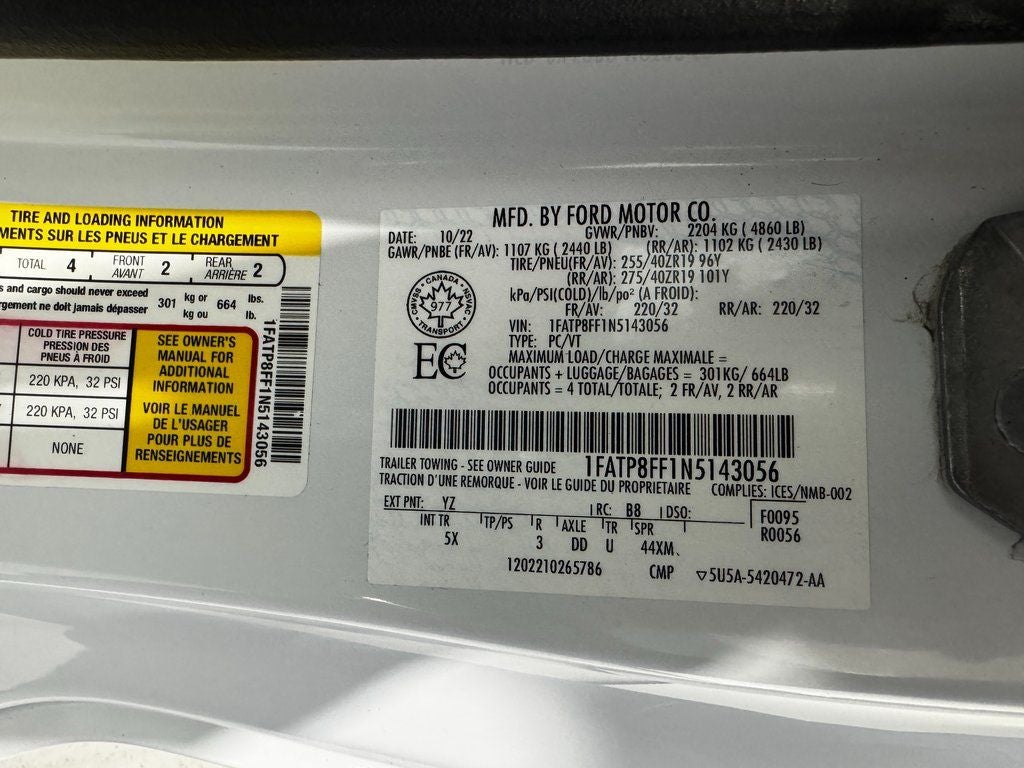 TIRE AND LOADING INFORMATION
MENTS SUR LES PNEUS ET LE CHARGEMENT
TOTAL 4 FRONT AVANT 2 REAR ARRIÈRE 2
s and cargo should never exceed
rgement ne doit jamais dépasser
301 kg or kg ou 664 lbs. lb.
COLD TIRE PRESSURE
PRESSION DES
PNEUS À FROID
220 KPA, 32 PSI
220 KPA, 32 PSI
NONE
SEE OWNER'S
MANUAL FOR
ADDITIONAL
INFORMATION
VOIR LE MANUEL
DE L'USAGER
POUR PLUS DE
RENSEIGNEMENTS
1FATP8FF1N5143056
MFD. BY FORD MOTOR CO.
DATE: 10/22 GVWR/PNBV: 2204 KG ( 4860 LB)
GAWR/PNBE (FR/AV): 1107 KG ( 2440 LB) (RR/AR): 1102 KG ( 2430 LB)
TIRE/PNEU(FR/AV): 255/40ZR19 96Y
(RR/AR): 275/40ZR19 101Y
kPa/PSI(COLD)/lb/po² (A FROID):
FR/AV: 220/32 RR/AR: 220/32
VIN: 1FATP8FF1N5143056
TYPE: PC/VT
MAXIMUM LOAD/CHARGE MAXIMALE =
OCCUPANTS + LUGGAGE/BAGAGES = 301KG/ 664LB
OCCUPANTS = 4 TOTAL/TOTALE; 2 FR/AV, 2 RR/AR
CANADA
CMVSS 977 NSVAC
TRANSPORT
EC
1FATP8FF1N5143056
TRAILER TOWING - SEE OWNER GUIDE
TRACTION D'UNE REMORQUE - VOIR LE GUIDE DU PROPRIETAIRE
COMPLIES: ICES/NMB-002
EXT PNT: YZ RC: B8 DSO:
F0095
R0056
INT TR TP/PS R AXLE TR SPR
5X 3 DD U 44XM
1202210265786 CMP ▽5U5A-5420472-AA